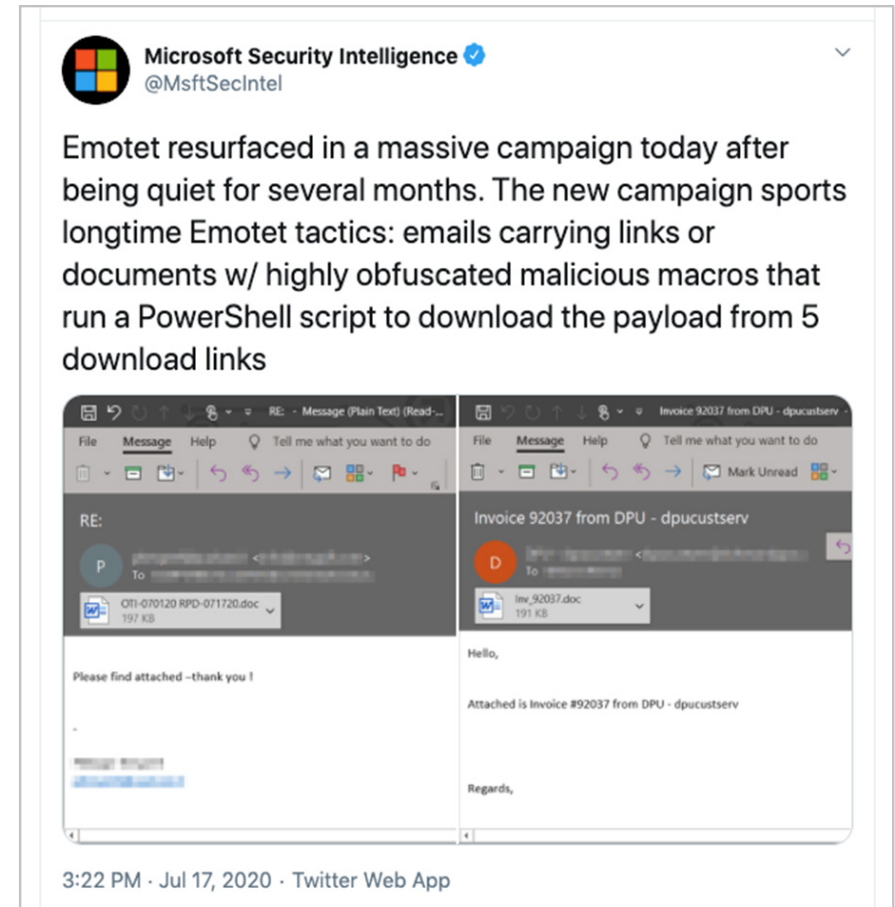 Microsoft Security Intelligence
@MsftSecIntel
Emotet resurfaced in a massive campaign today after
being quiet for several months. The new campaign sports
longtime Emotet tactics: emails carrying links or
documents w/ highly obfuscated malicious macros that
run a PowerShell script to download the payload from 5
download links
RE: - Message (Plain Text) (Read-...
File Message Help Tell me what you want to do
RE:
P
< >
To
OTI-070120 RPD-071720.doc
197 KB
Please find attached –thank you !
-
Invoice 92037 from DPU - dpucustserv -
File Message Help Tell me what you want to do
Mark Unread
Invoice 92037 from DPU - dpucustserv
D
<
To
Inv_92037.doc
191 KB
Hello,
Attached is Invoice #92037 from DPU - dpucustserv
Regards,
3:22 PM · Jul 17, 2020 · Twitter Web App